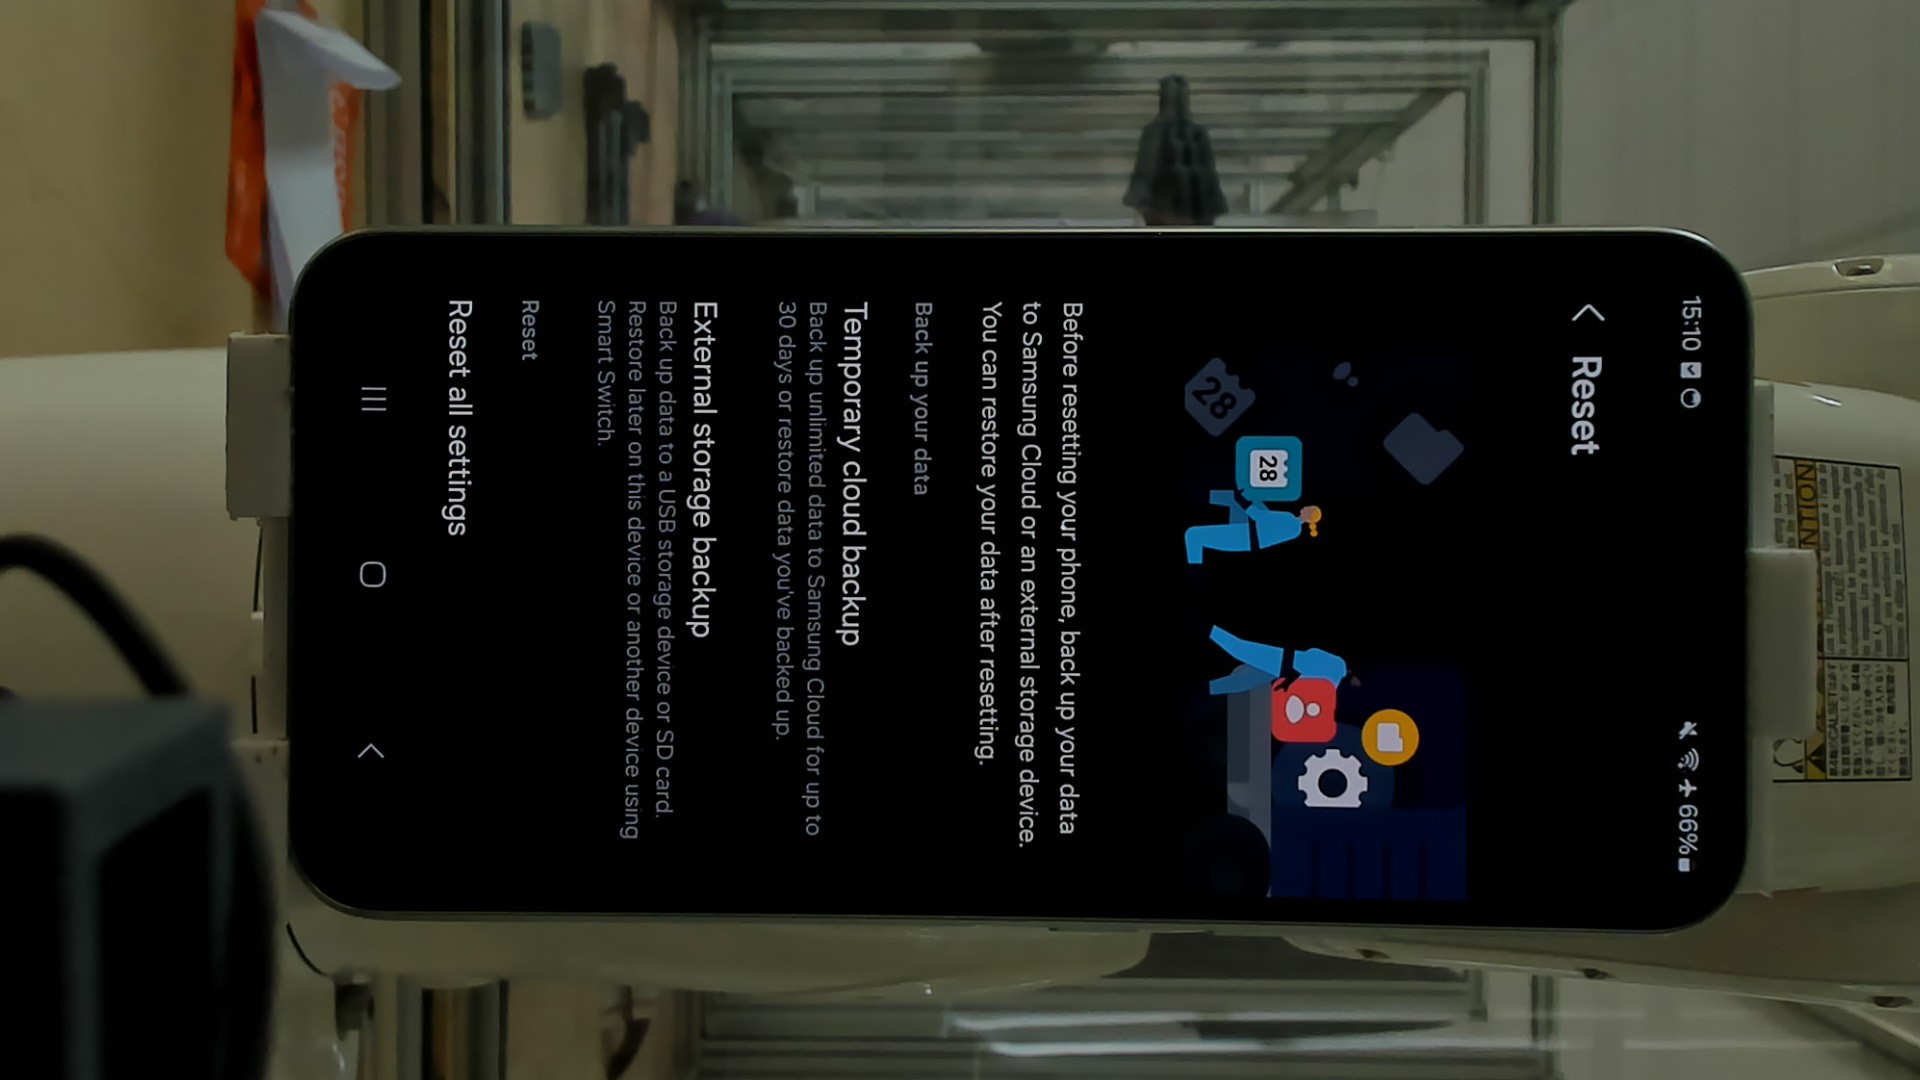 15:10
66%
Reset
28
28
Before resetting your phone, back up your data
to Samsung Cloud or an external storage device.
You can restore your data after resetting.
Back up your data
Temporary cloud backup
Back up unlimited data to Samsung Cloud for up to
30 days or restore data you've backed up.
External storage backup
Back up data to a USB storage device or SD card.
Restore later on this device or another device using
Smart Switch.
Reset
Reset all settings